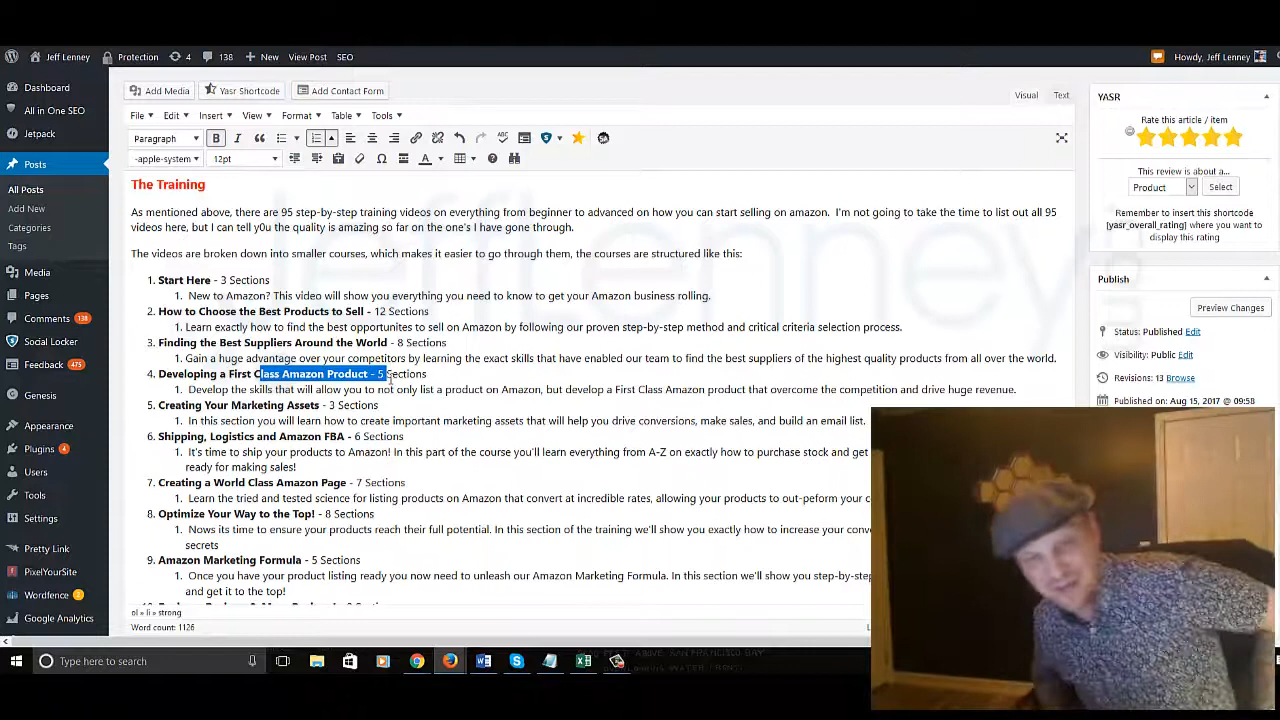 Jeff Lenney Protection 4 138 New View Post SEO Howdy, Jeff Lenney
Dashboard
All in One SEO
Jetpack
Posts
All Posts
Add New
Categories
Tags
Media
Pages
Comments 138
Social Locker
Feedback 344
Genesis
Appearance
Plugins 4
Users
Tools
Settings
Pretty Link
PixelYourSite
Wordfence 2
Google Analytics
Add Media Yasr Shortcode Add Contact Form
Visual Text
File Edit Insert View Format Table Tools
Paragraph B I ABC
-apple-system 12pt A
The Training
As mentioned above, there are 95 step-by-step training videos on everything from beginner to advanced on how you can start selling on amazon. I'm not going to take the time to list out all 95
videos here, but I can tell y0u the quality is amazing so far on the one's I have gone through.
The videos are broken down into smaller courses, which makes it easier to go through them, the courses are structured like this:
1. Start Here - 3 Sections
1. New to Amazon? This video will show you everything you need to know to get your Amazon business rolling.
2. How to Choose the Best Products to Sell - 12 Sections
1. Learn exactly how to find the best opportunites to sell on Amazon by following our proven step-by-step method and critical criteria selection process.
3. Finding the Best Suppliers Around the World - 8 Sections
1. Gain a huge advantage over your competitors by learning the exact skills that have enabled our team to find the best suppliers of the highest quality products from all over the world.
4. Developing a First Class Amazon Product - 5 Sections
1. Develop the skills that will allow you to not only list a product on Amazon, but develop a First Class Amazon product that overcome the competition and drive huge revenue.
5. Creating Your Marketing Assets - 3 Sections
1. In this section you will learn how to create important marketing assets that will help you drive conversions, make sales, and build an email list.
6. Shipping, Logistics and Amazon FBA - 6 Sections
1. It's time to ship your products to Amazon! In this part of the course you'll learn everything from A-Z on exactly how to purchase stock and get
ready for making sales!
7. Creating a World Class Amazon Page - 7 Sections
1. Learn the tried and tested science for listing products on Amazon that convert at incredible rates, allowing your products to out-peform your
8. Optimize Your Way to the Top! - 8 Sections
1. Nows its time to ensure your products reach their full potential. In this section of the training we'll show you exactly how to increase your
secrets
9. Amazon Marketing Formula - 5 Sections
1. Once you have your product listing ready you now need to unleash our Amazon Marketing Formula. In this section we'll show you step-by-step
and get it to the top!
ol » li » strong
Word count: 1126
YASR
Rate this article / item
This review is about a...
Product Select
Remember to insert this shortcode
[yasr_overall_rating] where you want to
display this rating
Publish
Preview Changes
Status: Published Edit
Visibility: Public Edit
Revisions: 13 Browse
Published on: Aug 15, 2017 @ 09:58
Type here to search